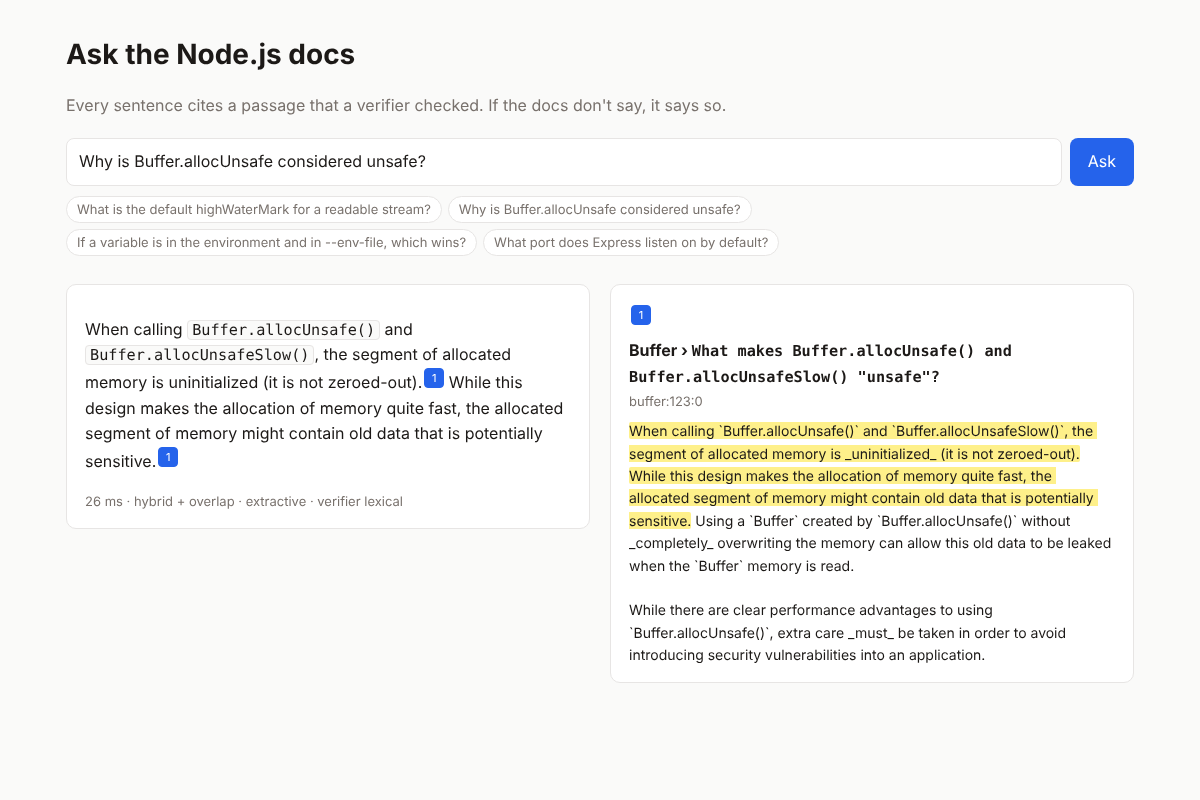 Ask the Node.js docs
Every sentence cites a passage that a verifier checked. If the docs don't say, it says so.
Why is Buffer.allocUnsafe considered unsafe?
Ask
What is the default highWaterMark for a readable stream?
Why is Buffer.allocUnsafe considered unsafe?
If a variable is in the environment and in --env-file, which wins?
What port does Express listen on by default?
When calling Buffer.allocUnsafe() and
Buffer.allocUnsafeSlow(), the segment of allocated
memory is uninitialized (it is not zeroed-out). 1 While this
design makes the allocation of memory quite fast, the allocated
segment of memory might contain old data that is potentially
sensitive. 1
26 ms · hybrid + overlap · extractive · verifier lexical
1
Buffer › What makes Buffer.allocUnsafe() and
Buffer.allocUnsafeSlow() "unsafe"?
buffer:123:0
When calling `Buffer.allocUnsafe()` and `Buffer.allocUnsafeSlow()`, the
segment of allocated memory is _uninitialized_ (it is not zeroed-out).
While this design makes the allocation of memory quite fast, the
allocated segment of memory might contain old data that is potentially
sensitive. Using a `Buffer` created by `Buffer.allocUnsafe()` without
_completely_ overwriting the memory can allow this old data to be leaked
when the `Buffer` memory is read.
While there are clear performance advantages to using
`Buffer.allocUnsafe()`, extra care _must_ be taken in order to avoid
introducing security vulnerabilities into an application.